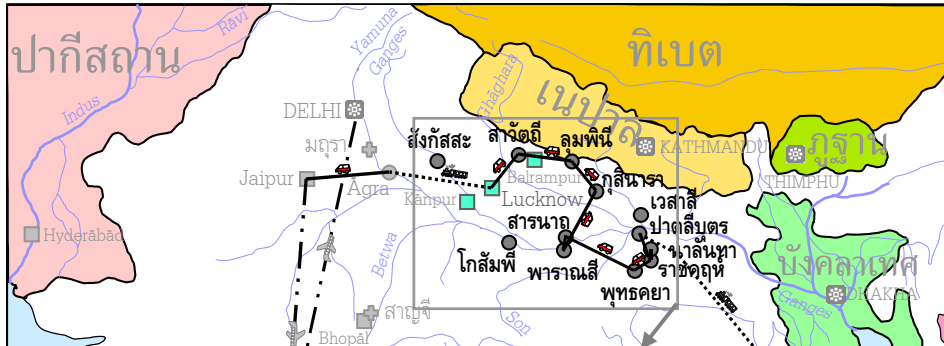 ปากีสถาน
Rāvi
Yamuna
Ganges
Ghāghara
ทิเบต
Indus
เนปาล
DELHI
สังกัสสะ
สาวัตถี
ลุมพินี
KATHMANDU
ภูฐาน
มถุรา
Balrampur
THIMPHU
Jaipur
Agra
Kānpur
Lucknow
กุสินารา
เวสาลี
สารนาถ
ปาตลีบุตร
Hyderābād
Betwa
โกสัมพี
พาราณสี
นาลันทา
ราชคฤห์
บังคลาเทศ
พุทธคยา
DHAKHA
Ganges
สาญจี
Son
Bhopāl